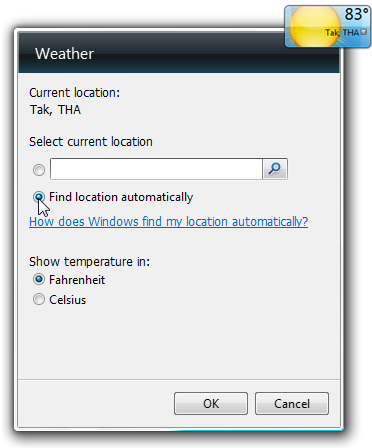 83°
Tak, THA
Weather
Current location:
Tak, THA
Select current location
Find location automatically
How does Windows find my location automatically?
Show temperature in:
Fahrenheit
Celsius
OK
Cancel